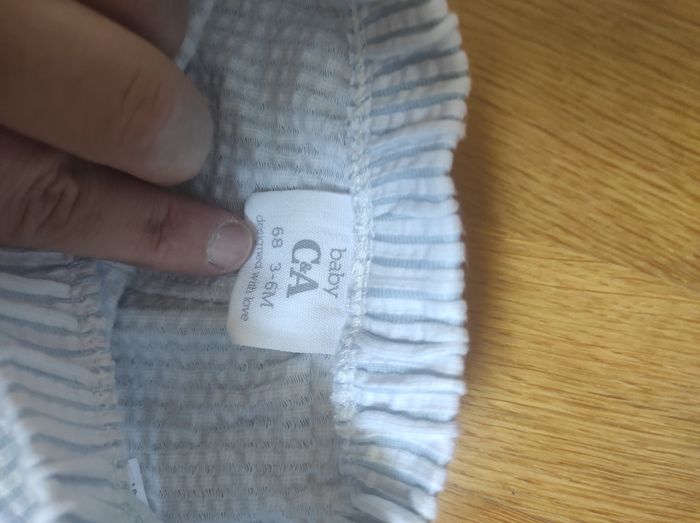 baby
C&A
68 3-6M
designed with love